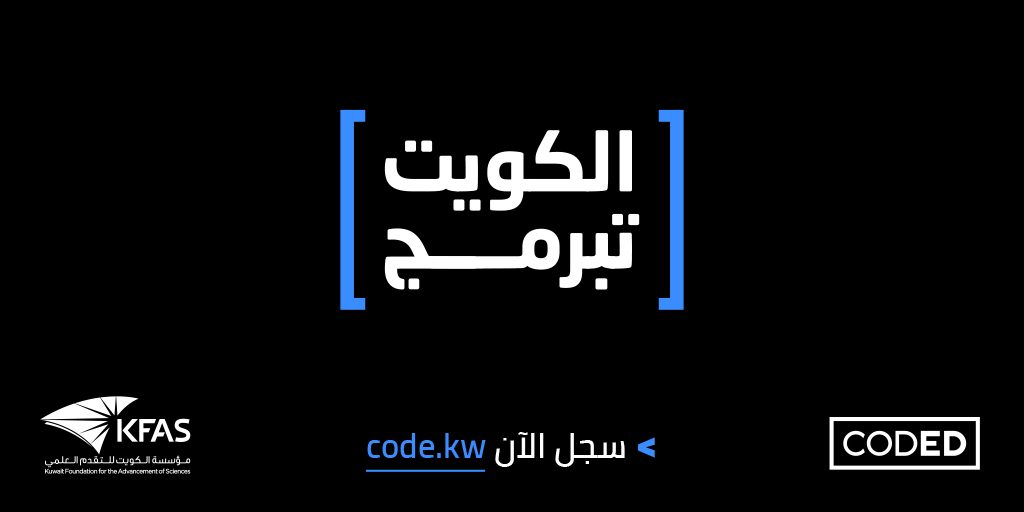 الكويت
تبرمج
KFAS
مؤسسة الكويت للتقدم العلمي
Kuwait Foundation for the Advancement of Sciences
> سجل الآن code.kw
CODED